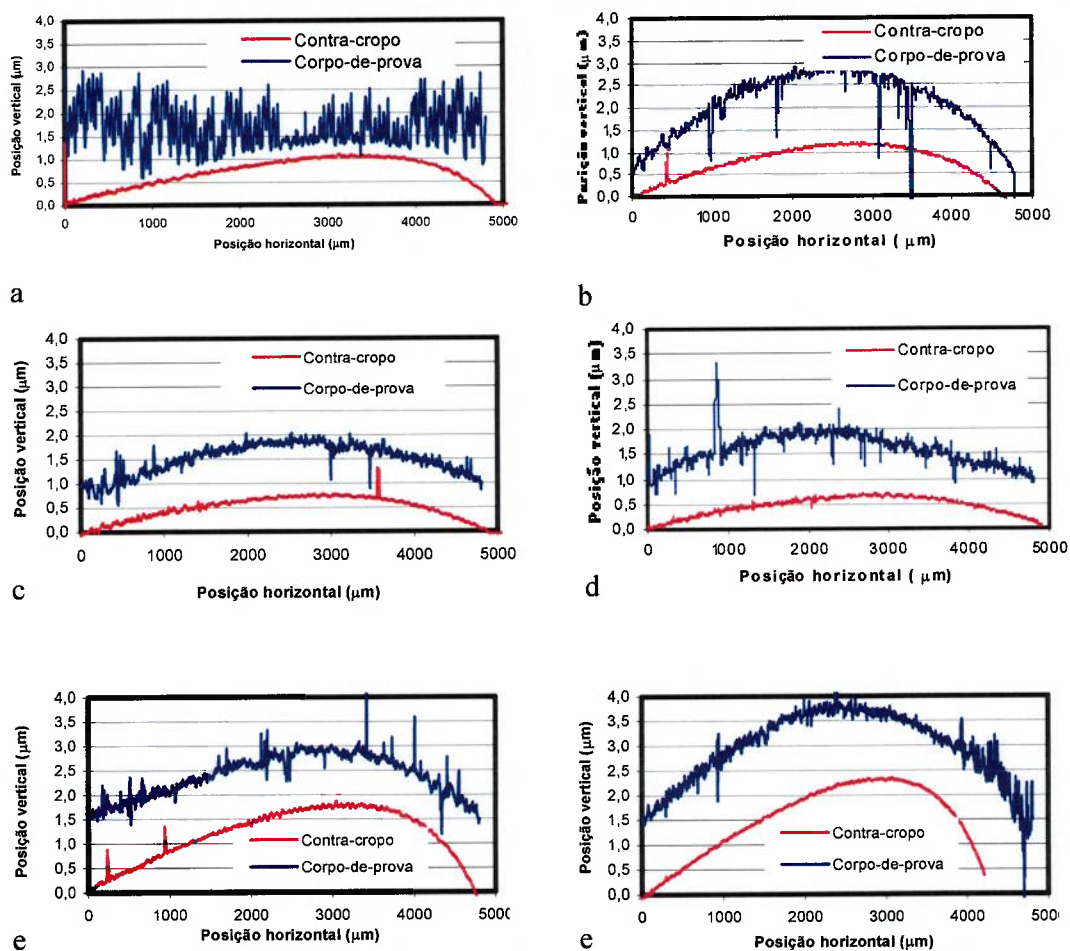 4,0
3,5
3,0
2,5
2,0
1,5
1,0
0,5
0,0
Posição vertical (μm)
Contra-cropo
Corpo-de-prova
0 1000 2000 3000 4000 5000
Posição horizontal (μm)
a
4,0
3,5
3,0
2,5
2,0
1,5
1,0
0,5
0,0
Posição vertical (μm)
Contra-cropo
Corpo-de-prova
0 1000 2000 3000 4000 5000
Posição horizontal ( μm)
b
4,0
3,5
3,0
2,5
2,0
1,5
1,0
0,5
0,0
Posição vertical (μm)
Contra-cropo
Corpo-de-prova
0 1000 2000 3000 4000 5000
Posição horizontal (μm)
c
4,0
3,5
3,0
2,5
2,0
1,5
1,0
0,5
0,0
Posição vertical (μm)
Contra-cropo
Corpo-de-prova
0 1000 2000 3000 4000 5000
Posição horizontal ( μm)
d
4,0
3,5
3,0
2,5
2,0
1,5
1,0
0,5
0,0
Posição vertical (μm)
Contra-cropo
Corpo-de-prova
0 1000 2000 3000 4000 5000
Posição horizontal (μm)
e
4,0
3,5
3,0
2,5
2,0
1,5
1,0
0,5
0,0
Posição vertical (μm)
Contra-cropo
Corpo-de-prova
0 1000 2000 3000 4000 5000
Posição horizontal (μm)
e